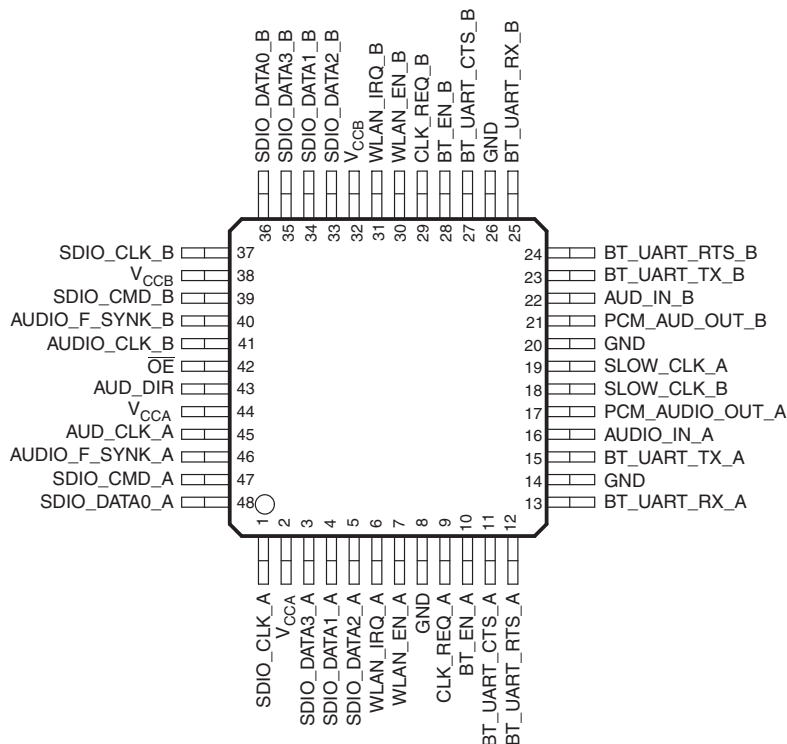 SDIO_DATA0_B
SDIO_DATA3_B
SDIO_DATA1_B
SDIO_DATA2_B
VCCB
WLAN_IRQ_B
WLAN_EN_B
CLK_REQ_B
BT_EN_B
BT_UART_CTS_B
GND
BT_UART_RX_B
36
35
34
33
32
31
30
29
28
27
26
25
SDIO_CLK_B 37
VCCB 38
SDIO_CMD_B 39
AUDIO_F_SYNK_B 40
AUDIO_CLK_B 41
OE 42
AUD_DIR 43
VCCA 44
AUD_CLK_A 45
AUDIO_F_SYNK_A 46
SDIO_CMD_A 47
SDIO_DATA0_A 48
24 BT_UART_RTS_B
23 BT_UART_TX_B
22 AUD_IN_B
21 PCM_AUD_OUT_B
20 GND
19 SLOW_CLK_A
18 SLOW_CLK_B
17 PCM_AUDIO_OUT_A
16 AUDIO_IN_A
15 BT_UART_TX_A
14 GND
13 BT_UART_RX_A
1
2
3
4
5
6
7
8
9
10
11
12
SDIO_CLK_A
VCCA
SDIO_DATA3_A
SDIO_DATA1_A
SDIO_DATA2_A
WLAN_IRQ_A
WLAN_EN_A
GND
CLK_REQ_A
BT_EN_A
BT_UART_CTS_A
BT_UART_RTS_A